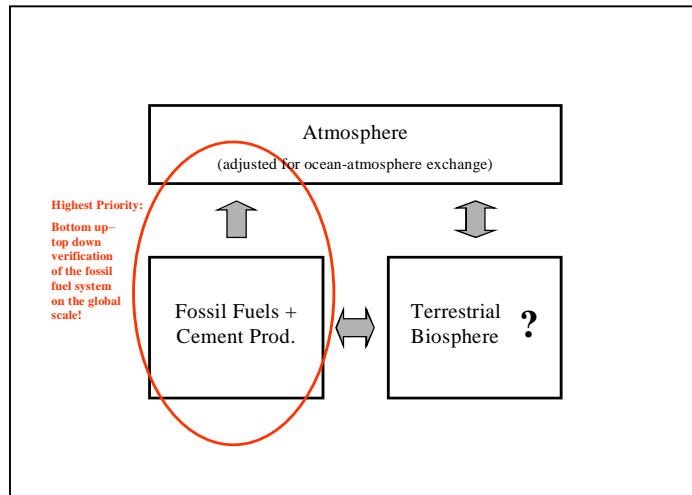 Atmosphere
(adjusted for ocean-atmosphere exchange)
Highest Priority:
Bottom up–
top down
verification
of the fossil
fuel system
on the global
scale!
Fossil Fuels +
Cement Prod.
Terrestrial
Biosphere
?